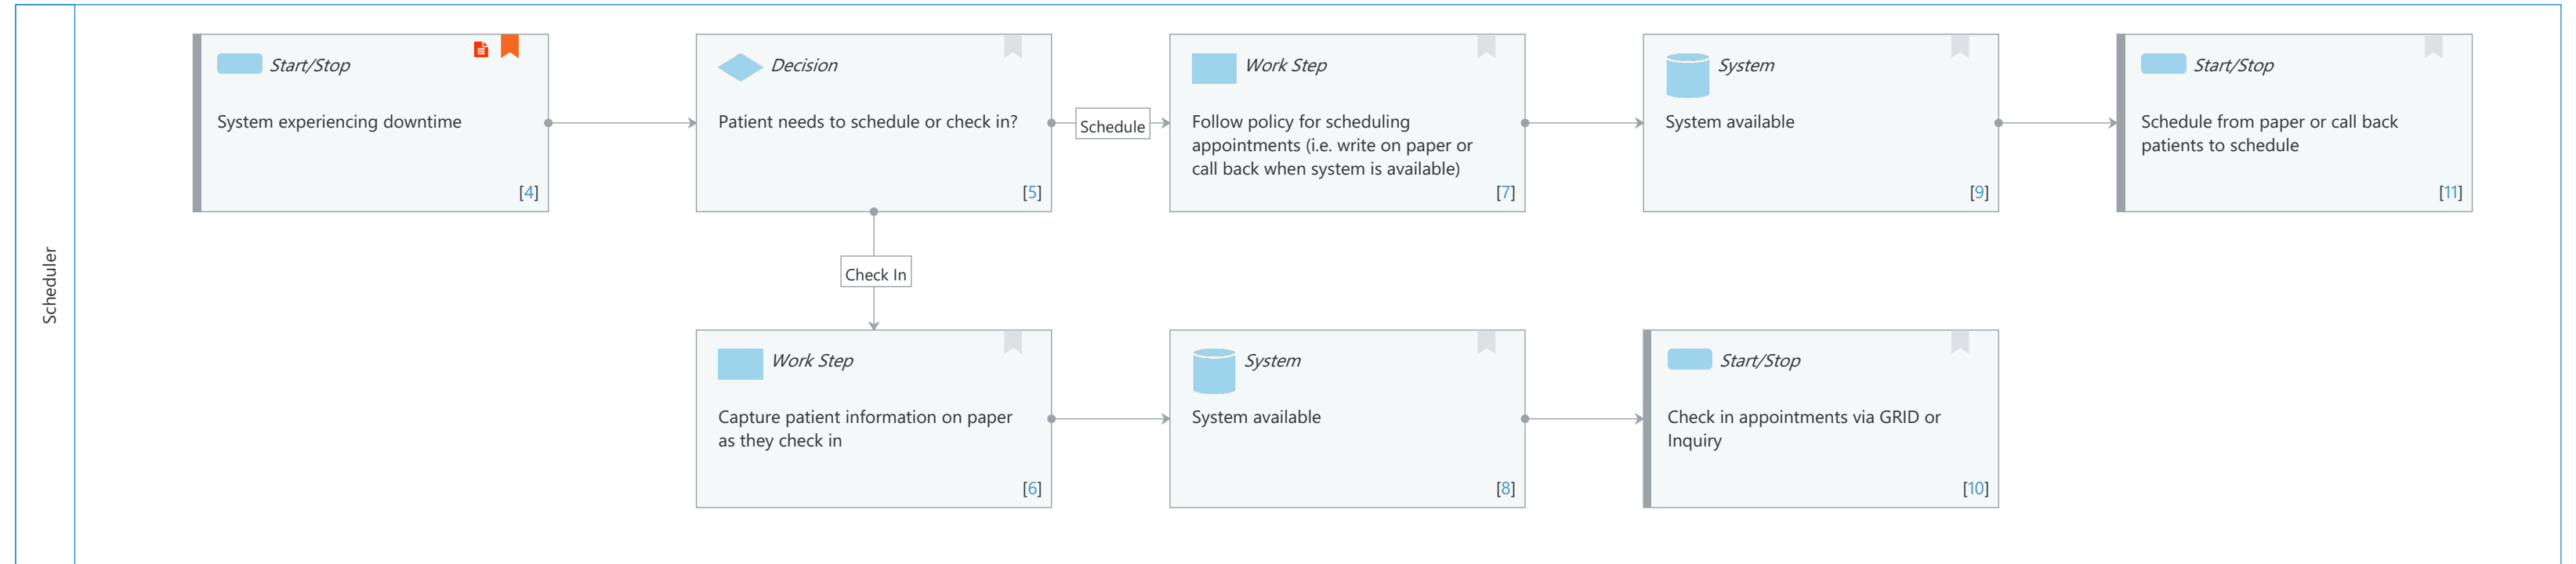 Scheduler
Start/Stop
System experiencing downtime
[4]
Decision
Patient needs to schedule or check in?
[5]
Schedule
Work Step
Follow policy for scheduling
appointments (i.e. write on paper or
call back when system is available)
[7]
System
System available
[9]
Start/Stop
Schedule from paper or call back
patients to schedule
[11]
Check In
Work Step
Capture patient information on paper
as they check in
[6]
System
System available
[8]
Start/Stop
Check in appointments via GRID or
Inquiry
[10]